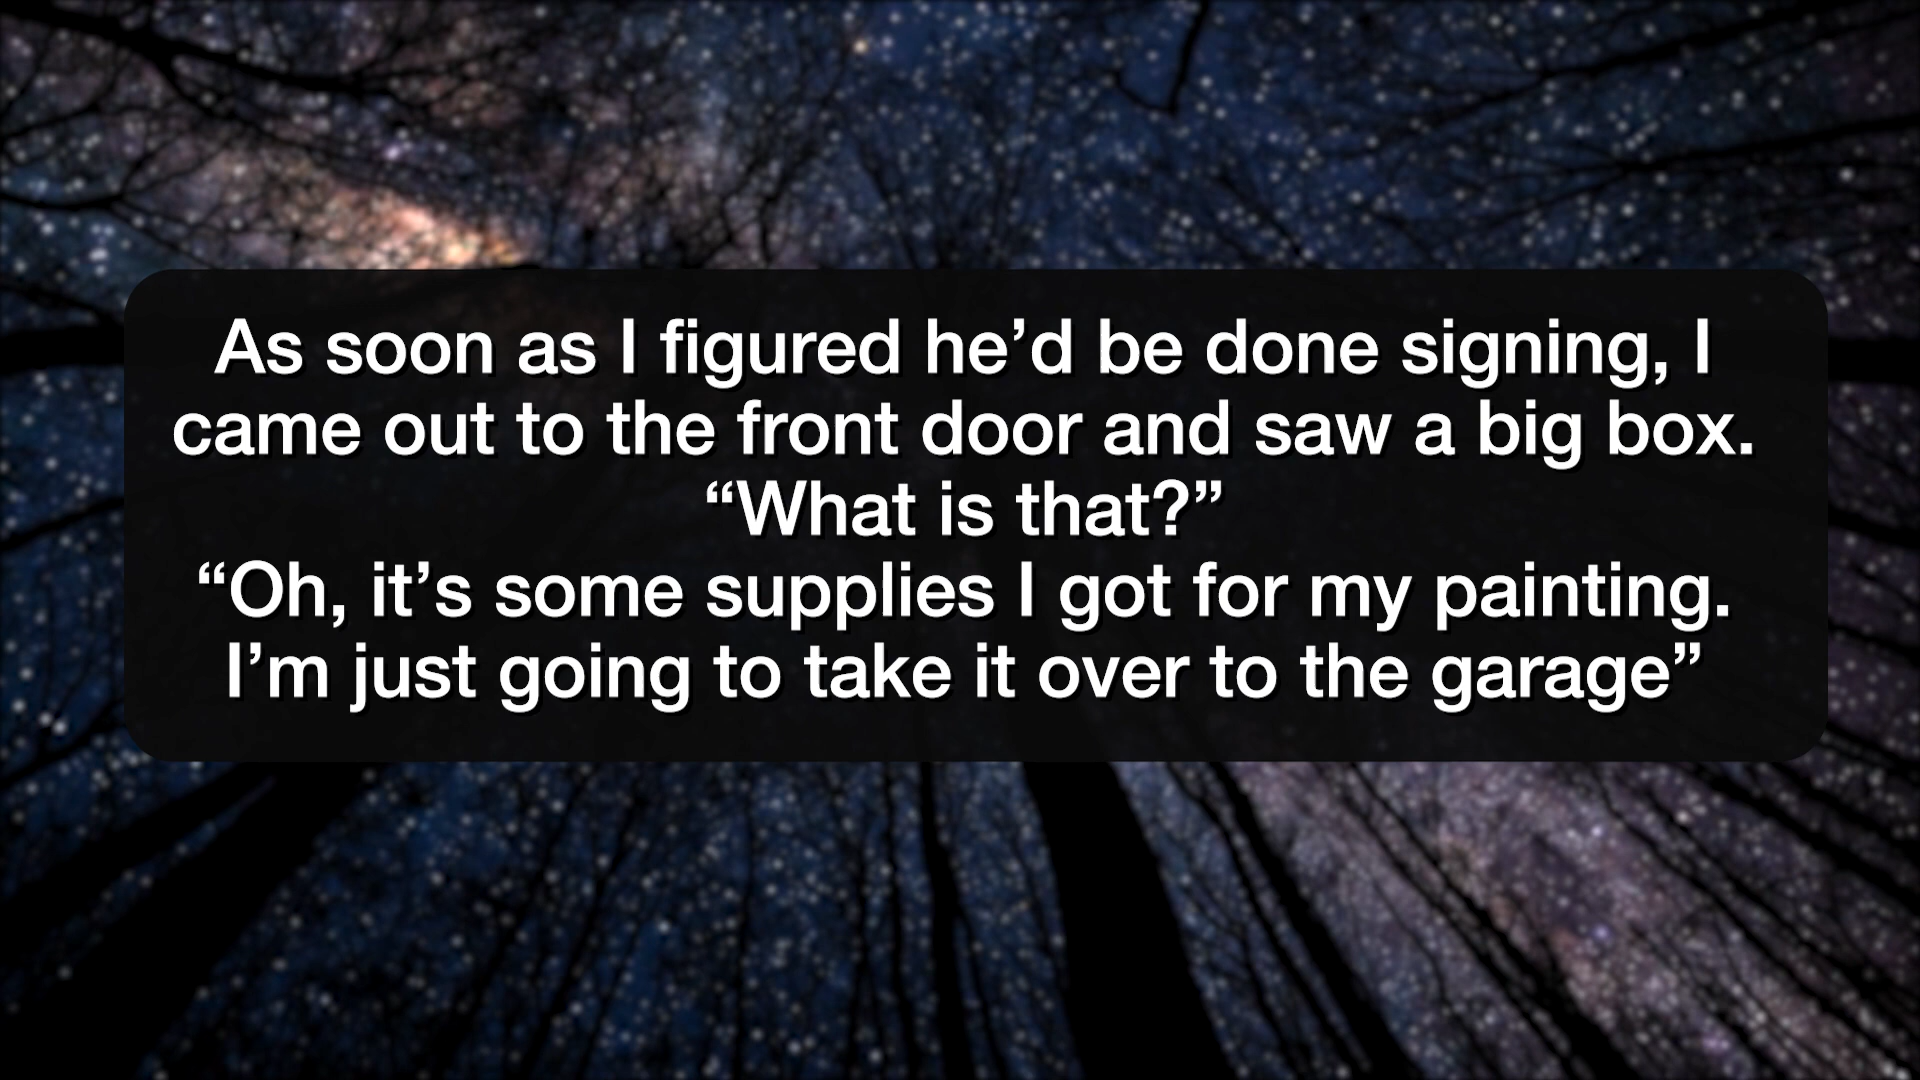 As soon as I figured he’d be done signing, I
came out to the front door and saw a big box.
“What is that?”
“Oh, it’s some supplies I got for my painting.
I’m just going to take it over to the garage”